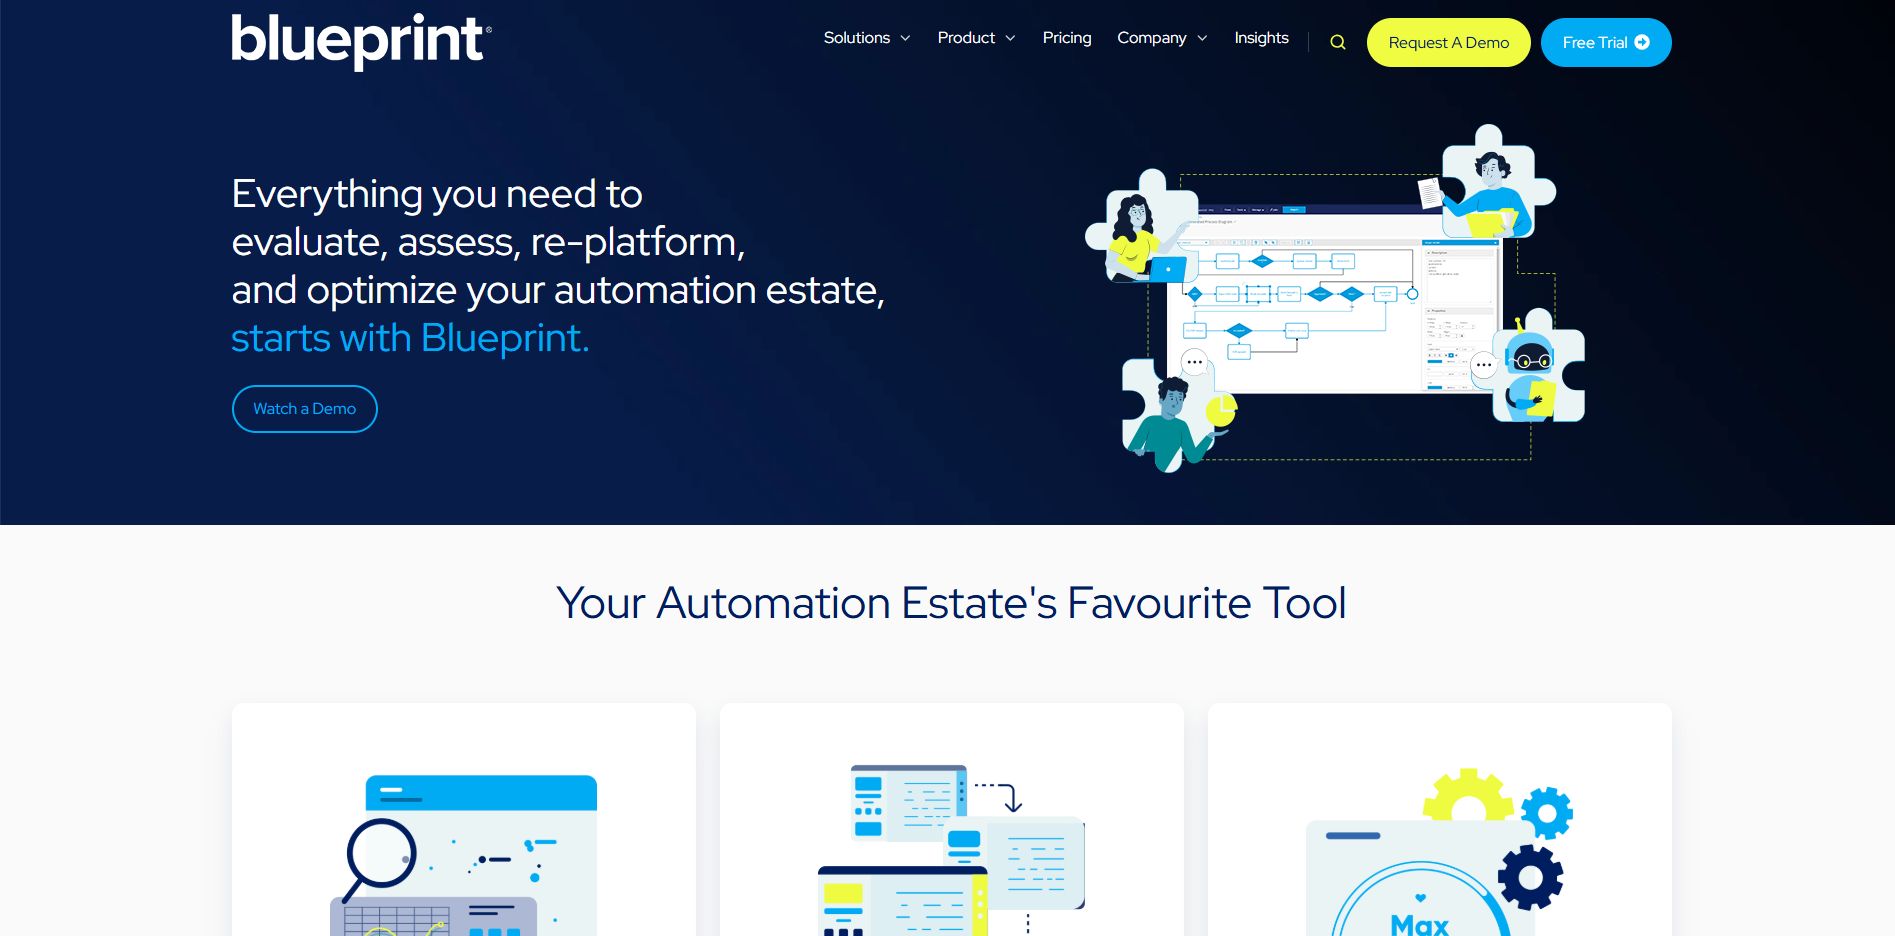 blueprint®
Solutions
Product
Pricing
Company
Insights
Request A Demo
Free Trial
Everything you need to
evaluate, assess, re-platform,
and optimize your automation estate,
starts with Blueprint.
Watch a Demo
Your Automation Estate's Favourite Tool
Max